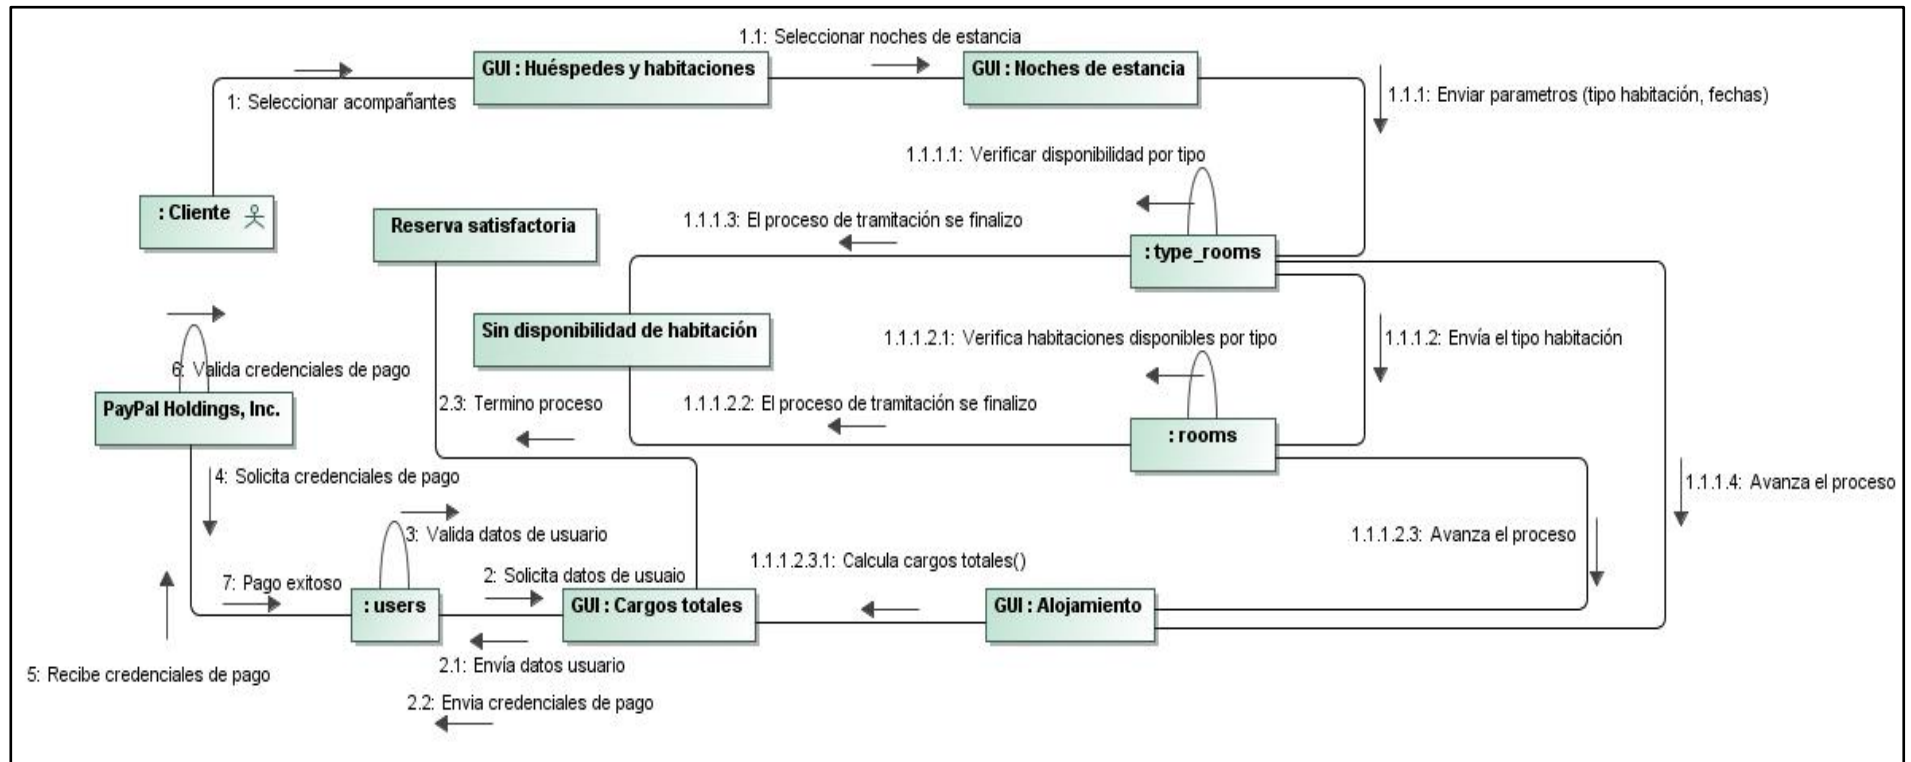 1.1: Seleccionar noches de estancia
GUI : Huéspedes y habitaciones
GUI : Noches de estancia
1: Seleccionar acompañantes
1.1.1: Enviar parametros (tipo habitación, fechas)
1.1.1.1: Verificar disponibilidad por tipo
: Cliente
Reserva satisfactoria
1.1.1.3: El proceso de tramitación se finalizo
: type_rooms
Sin disponibilidad de habitación
1.1.1.2.1: Verifica habitaciones disponibles por tipo
1.1.1.2: Envía el tipo habitación
6: Valida credenciales de pago
PayPal Holdings, Inc.
2.3: Termino proceso
1.1.1.2.2: El proceso de tramitación se finalizo
: rooms
4: Solicita credenciales de pago
1.1.1.4: Avanza el proceso
3: Valida datos de usuario
1.1.1.2.3: Avanza el proceso
1.1.1.2.3.1: Calcula cargos totales()
7: Pago exitoso
2: Solicita datos de usuaio
: users
GUI : Cargos totales
GUI : Alojamiento
5: Recibe credenciales de pago
2.1: Envía datos usuario
2.2: Envia credenciales de pago